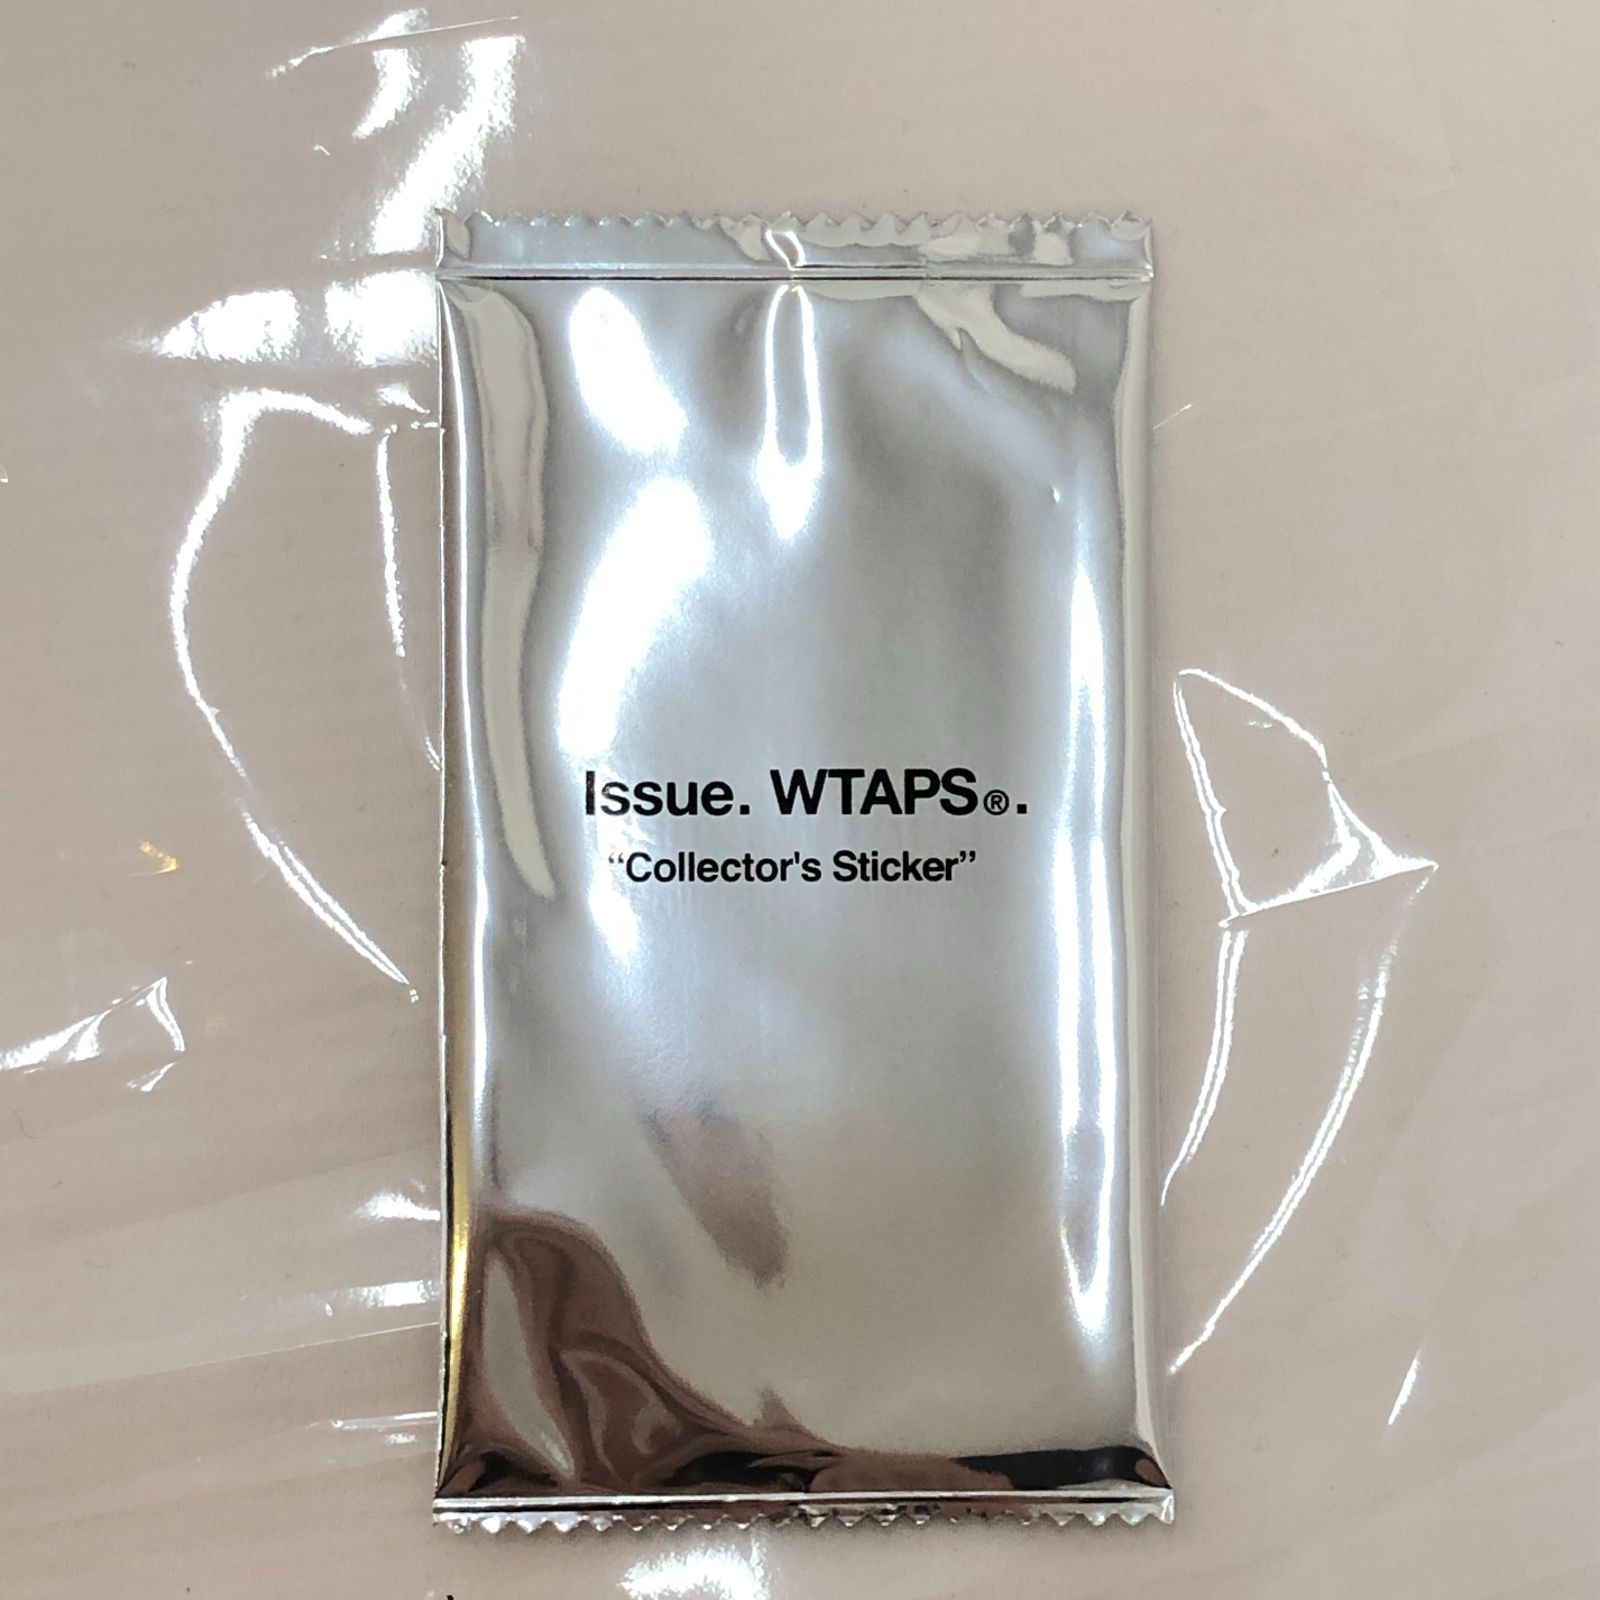 Issue. WTAPS®.
“Collector's Sticker”